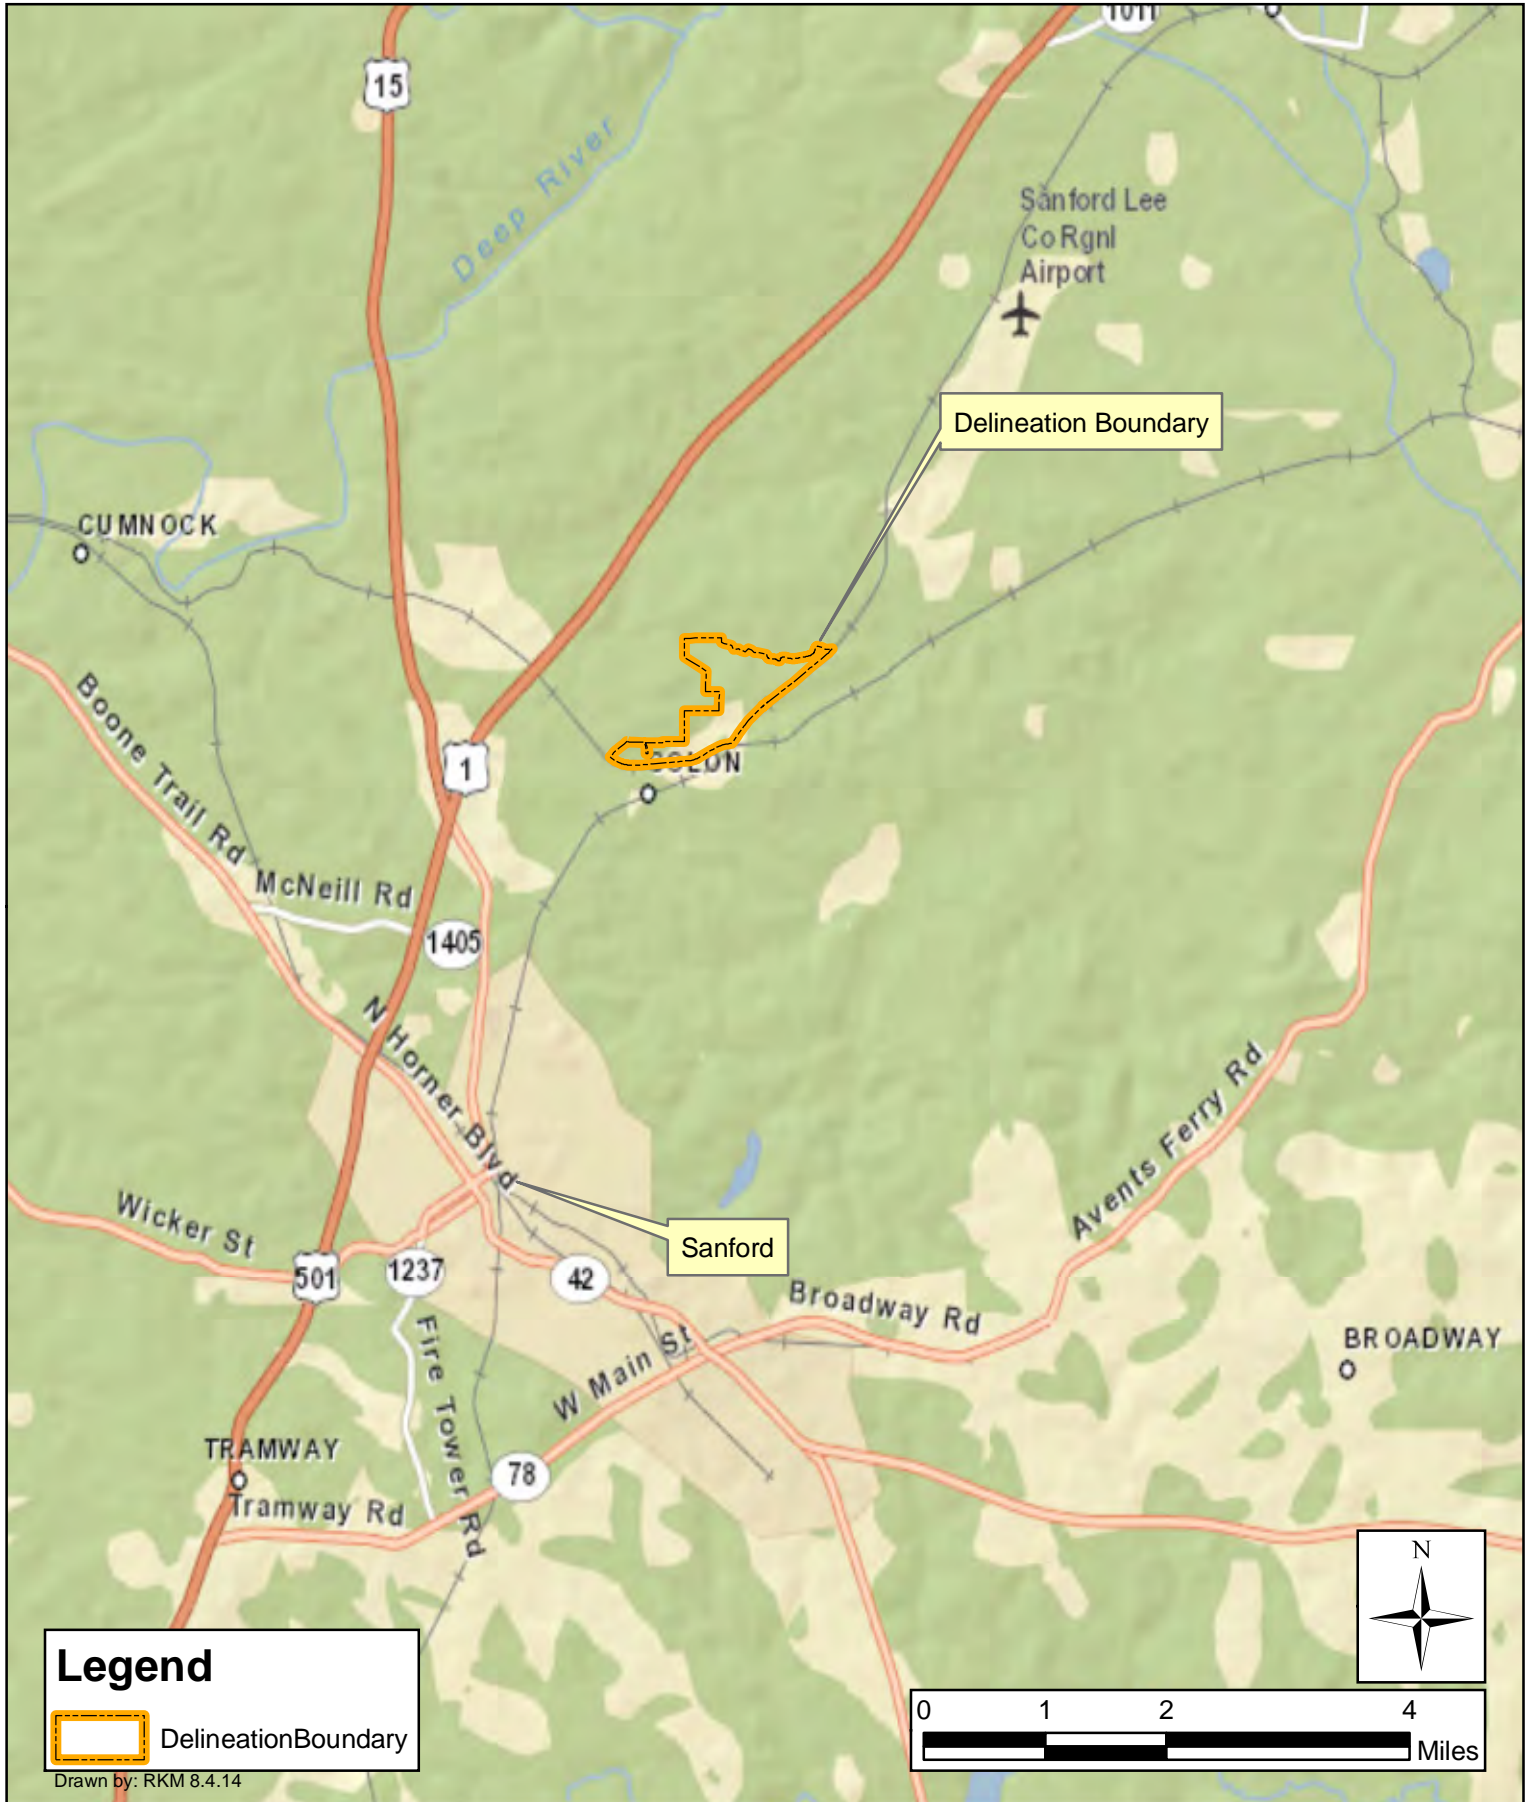 1011
15
Deep River
Sanford Lee
Co Rgnl
Airport
Delineation Boundary
CUMNOCK
Boone Trail Rd
1
COLON
McNeill Rd
1405
N Horner Blvd
Wicker St
501
1237
42
Sanford
Avents Ferry Rd
Broadway Rd
BROADWAY
Fire Tower Rd
W Main St
TRAMWAY
78
Tramway Rd
N
Legend
DelineationBoundary
Drawn by: RKM 8.4.14
0 1 2 4
Miles